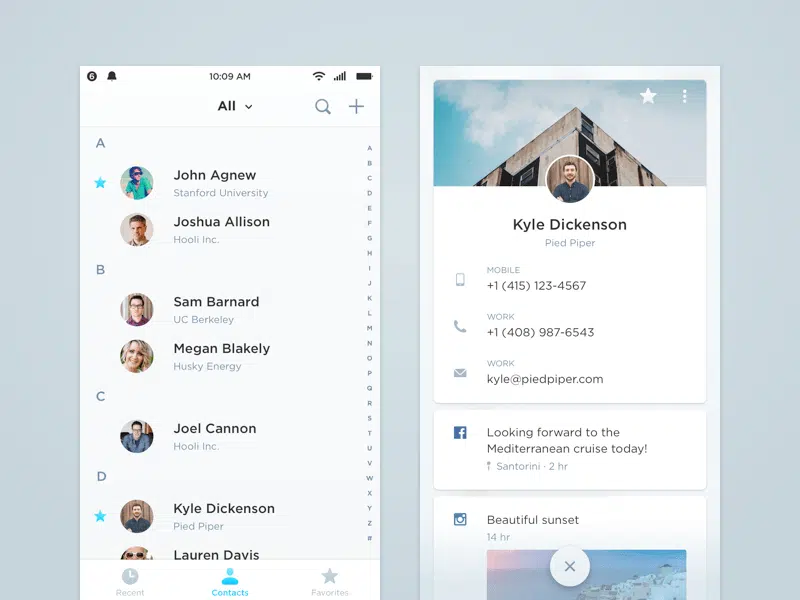 6
10:09 AM
All
A
John Agnew
Stanford University
Joshua Allison
Hooli Inc.
B
Sam Barnard
UC Berkeley
Megan Blakely
Husky Energy
C
Joel Cannon
Hooli Inc.
D
Kyle Dickenson
Pied Piper
Lauren Davis
A
B
C
D
E
F
G
H
I
J
K
L
M
N
O
P
Q
R
S
T
U
V
W
X
Y
Z
#
Recent
Contacts
Favorites
Kyle Dickenson
Pied Piper
MOBILE
+1 (415) 123-4567
WORK
+1 (408) 987-6543
WORK
kyle@piedpiper.com
Looking forward to the
Mediterranean cruise today!
Santorini · 2 hr
Beautiful sunset
14 hr